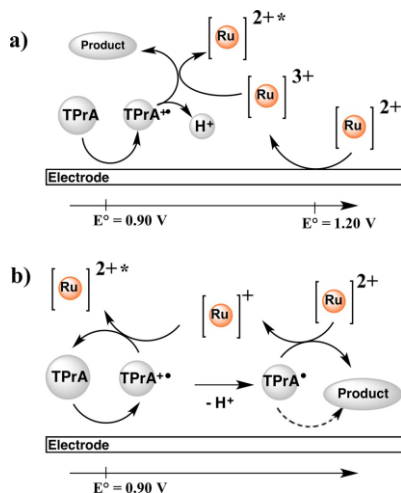 a)
Product
[Ru]2+*
[Ru]3+
[Ru]2+
TPrA
TPrA+•
H+
Electrode
E° = 0.90 V
E° = 1.20 V
b)
[Ru]2+*
[Ru]+
[Ru]2+
TPrA
TPrA+•
- H+
TPrA•
Product
Electrode
E° = 0.90 V